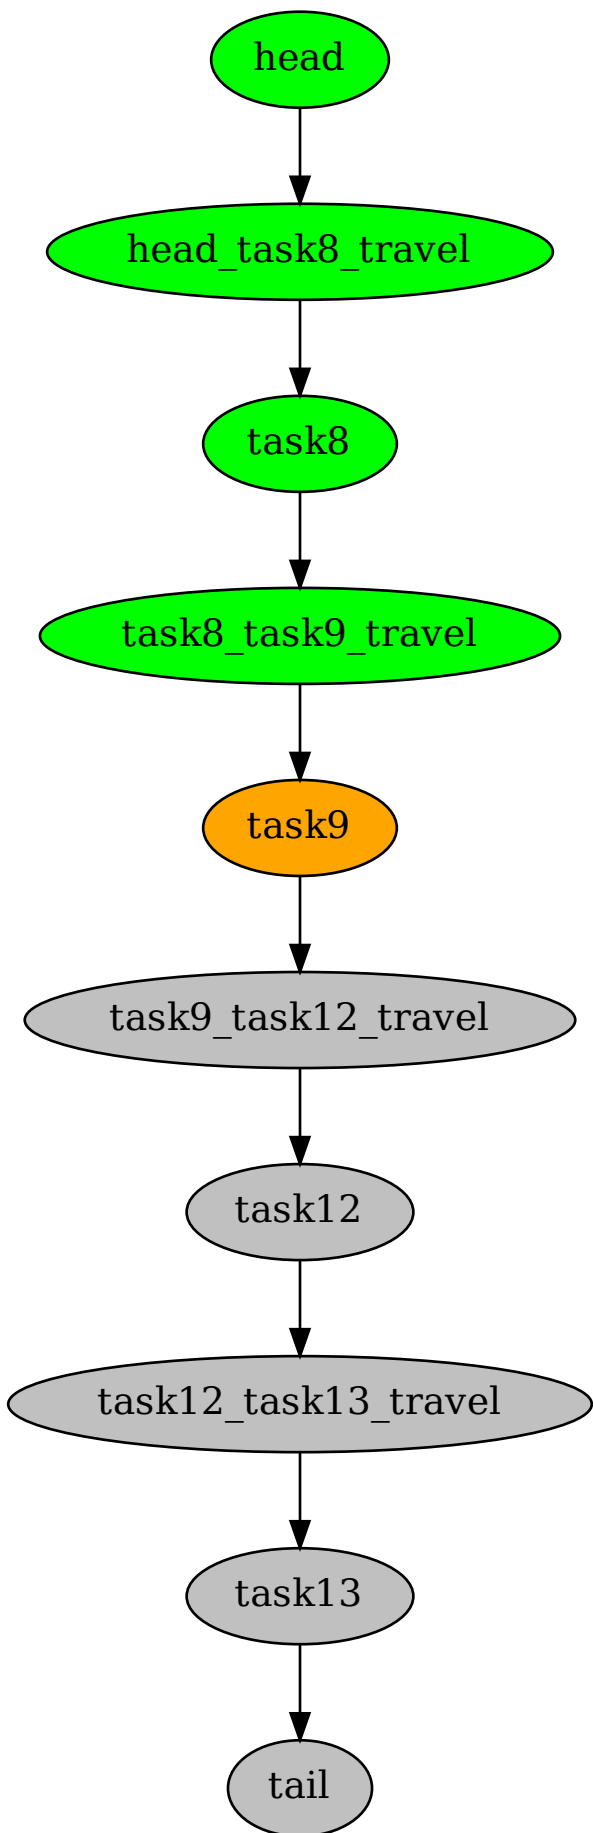 head
head_task8_travel
task8
task8_task9_travel
task9
task9_task12_travel
task12
task12_task13_travel
task13
tail